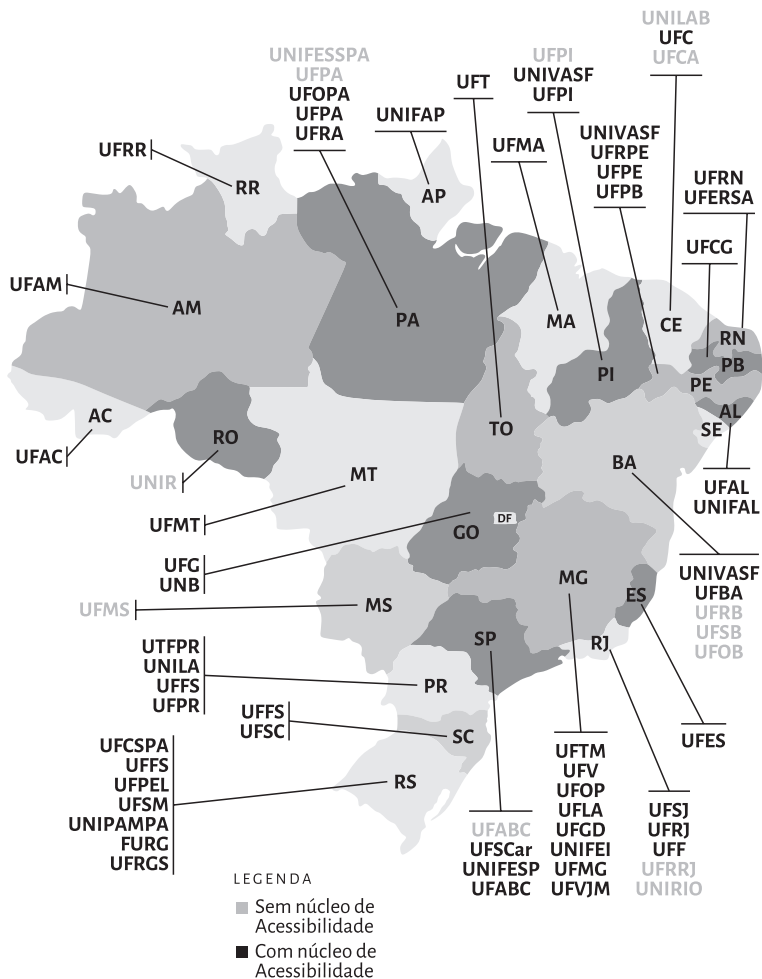 UNILAB
UFC
UFCA
UNIFESSPA
UFPA
UFOPA
UFPA
UFRA
UFPI
UNIVASF
UFPI
UFT
UNIFAP
UFMA
UNIVASF
UFRPE
UFPE
UFPB
UFRR
UFRN
UFERSA
RR
AP
UFCG
UFAM
AM
PA
MA
CE
RN
PB
PI
PE
AC
AL
RO
TO
SE
UFAC
BA
MT
UNIR
UFAL
UNIFAL
UFMT
DF
GO
UFG
UNB
UNIVASF
UFBA
UFRB
UFSB
UFOB
MG
ES
UFMS
MS
SP
RJ
UTFPR
UNILA
UFFS
UFPR
PR
UFFS
UFSC
SC
UFES
UFCSPA
UFFS
UFPEL
UFSM
UNIPAMPA
FURG
UFRGS
RS
UFTM
UFV
UFOP
UFLA
UFGD
UNIFEI
UFMG
UFVJM
UFABC
UFSCar
UNIFESP
UFABC
UFSJ
UFRJ
UFF
UFRRJ
UNIRIO
LEGENDA
Sem núcleo de
Acessibilidade
Com núcleo de
Acessibilidade